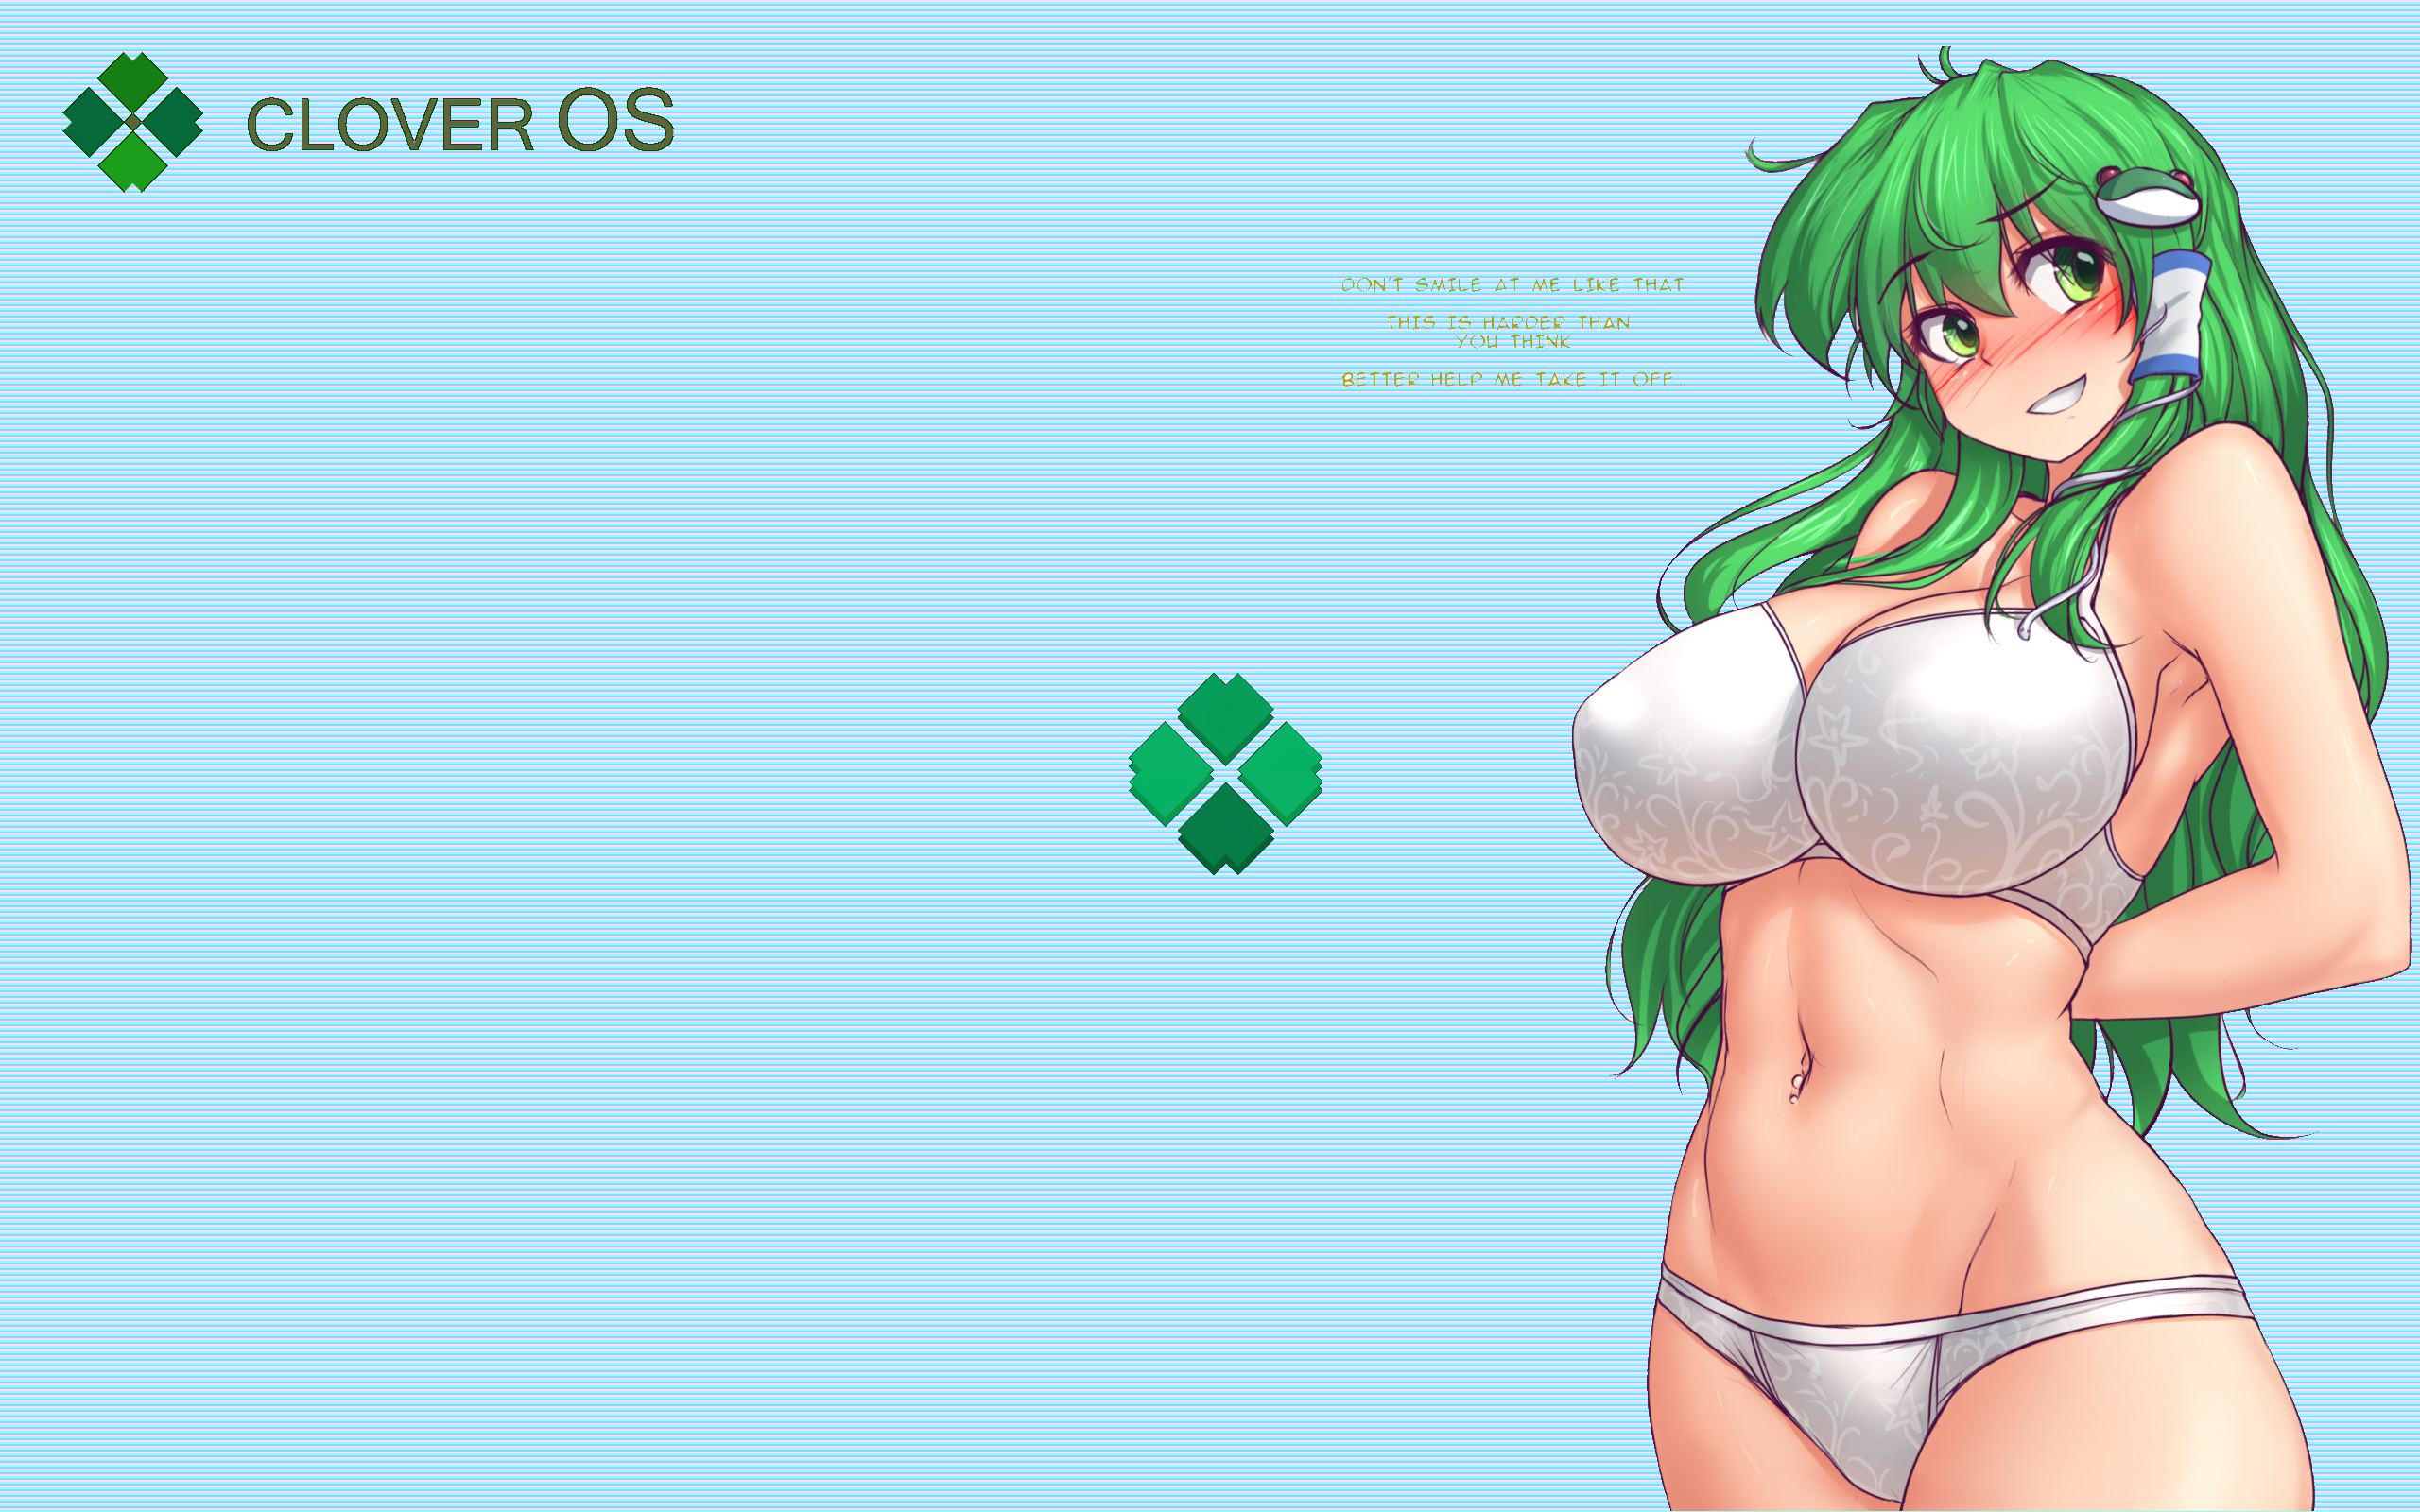 CLOVER OS
DON'T SMILE AT ME LIKE THAT
THIS IS HARDER THAN
YOU THINK
BETTER HELP ME TAKE IT OFF...